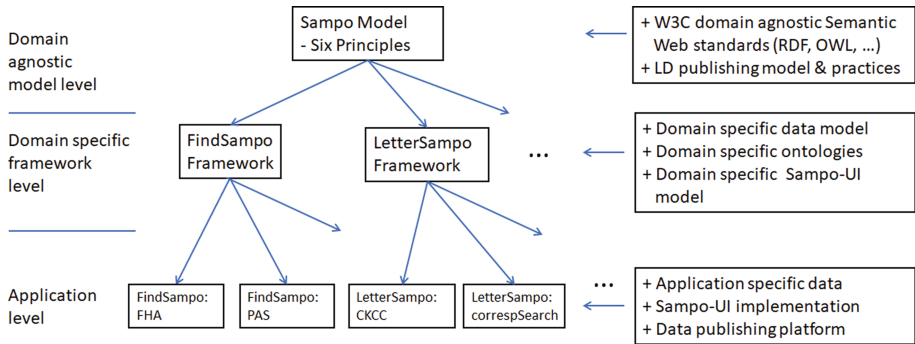 Domain
agnostic
model level
Sampo Model
- Six Principles
+ W3C domain agnostic Semantic
Web standards (RDF, OWL, ...)
+ LD publishing model & practices
Domain specific
framework
level
FindSampo
Framework
LetterSampo
Framework
...
+ Domain specific data model
+ Domain specific ontologies
+ Domain specific Sampo-UI
model
Application
level
FindSampo:
FHA
FindSampo:
PAS
LetterSampo:
CKCC
LetterSampo:
correspSearch
...
+ Application specific data
+ Sampo-UI implementation
+ Data publishing platform